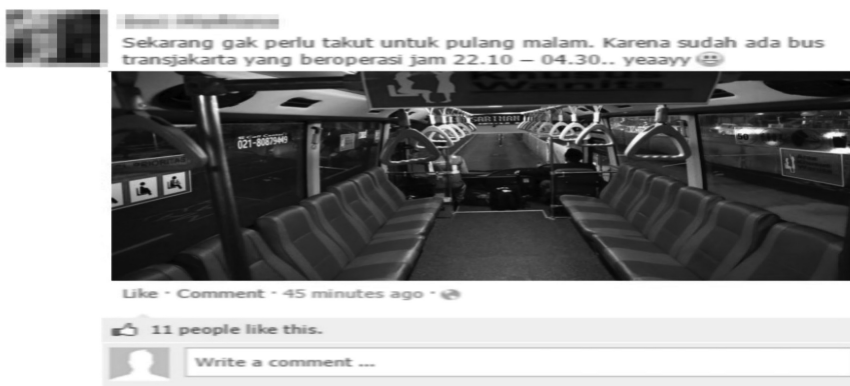 Sekarang gak perlu takut untuk pulang malam. Karena sudah ada bus
transjakarta yang beroperasi jam 22.10 – 04.30.. yeaayy
Wanita
021-80879449
Like · Comment · 45 minutes ago ·
11 people like this.
Write a comment ...